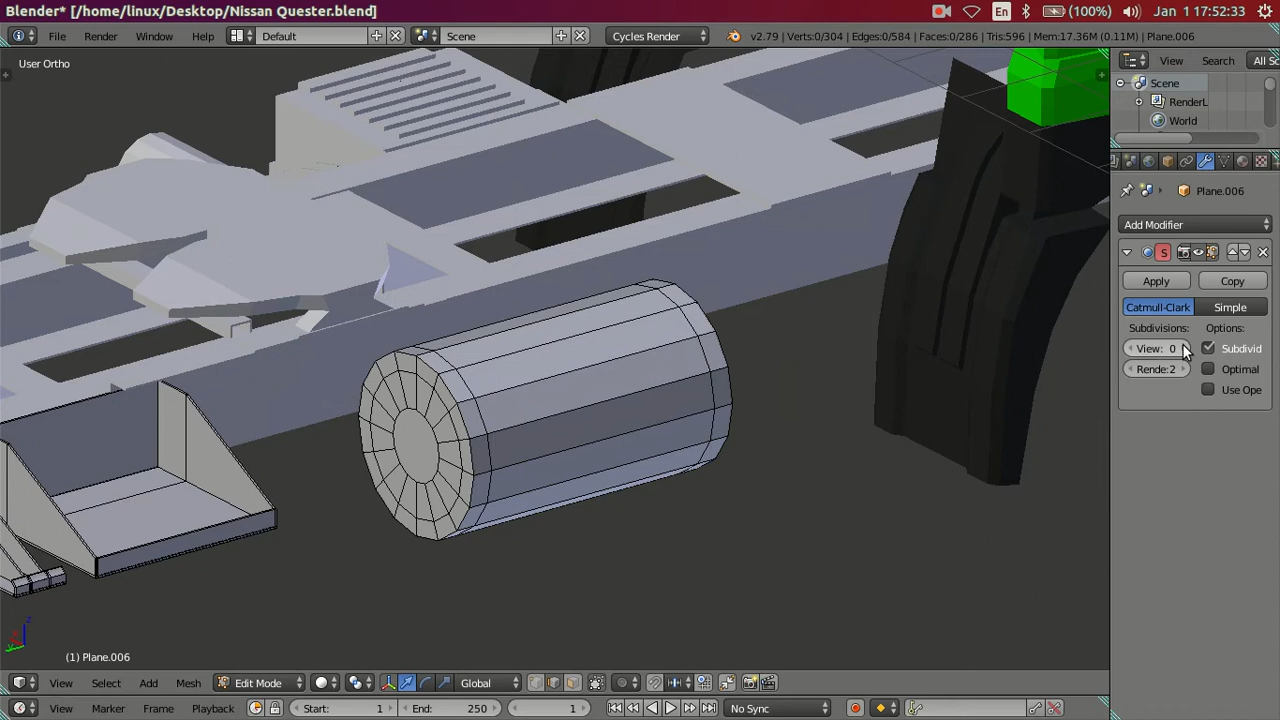 Blender* [/home/linux/Desktop/Nissan Quester.blend]
En
(100%)
Jan 1 17:52:33
File Render Window Help
Default
Scene
Cycles Render
v2.79 | Verts:0/304 | Edges:0/584 | Faces:0/286 | Tris:596 | Mem:17.36M (0.11M) | Plane.006
User Ortho
View Search All Sc
Scene
RenderL
World
Plane.006
Add Modifier
S
Apply Copy
Catmull-Clark Simple
Subdivisions: Options:
View: 0 Subdivid
Rende:2 Optimal
Use Ope
z
x
y
(1) Plane.006
View Select Add Mesh Edit Mode Global
View Marker Frame Playback Start: 1 End: 250 1 No Sync